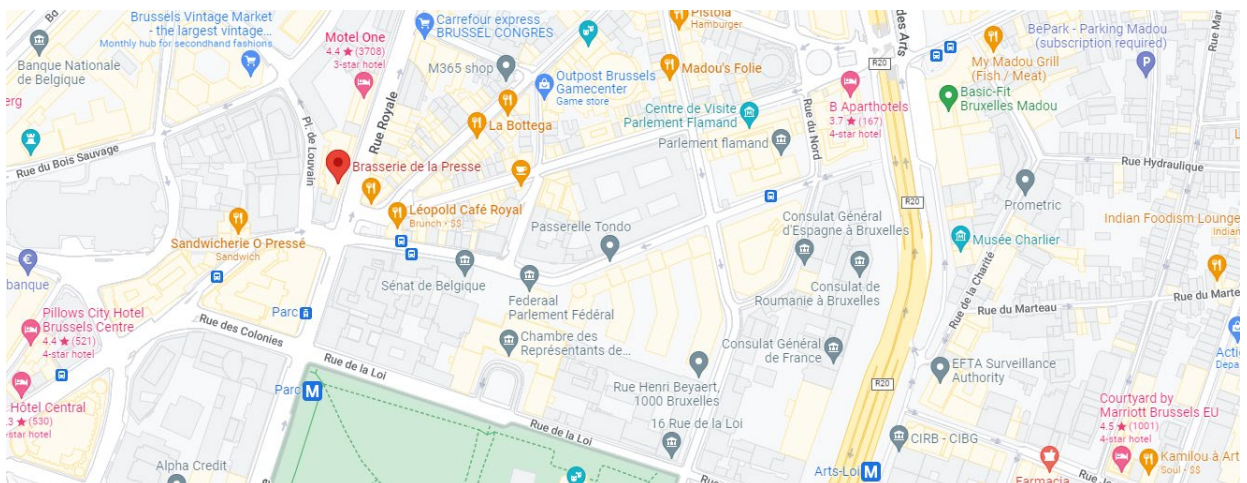 Brussels Vintage Market
- the largest vintage...
Monthly hub for secondhand fashions
Banque Nationale
de Belgique
Motel One
4.4 ★ (3708)
3-star hotel
Carrefour express
BRUSSEL CONGRES
M365 shop
Outpost Brussels
Gamecenter
Game store
Pistola
Hamburger
Madou's Folie
des Arts
R20
My Madou Grill
(Fish / Meat)
BePark - Parking Madou
(subscription required)
P
Basic-Fit
Bruxelles Madou
B Aparthotels
3.7 ★ (167)
4-star hotel
Centre de Visite
Parlement Flamand
Parlement flamand
La Bottega
Rue Royale
Pl. de Louvain
Rue du Bois Sauvage
Rue du Nord
Rue Hydraulique
Brasserie de la Presse
Léopold Café Royal
Brunch · $$
Sandwicherie O Pressé
Sandwich
Passerelle Tondo
Consulat Général
d'Espagne à Bruxelles
R20
Prometric
Indian Foodism Lounge
Musée Charlier
€
banque
Sénat de Belgique
Federaal
Parlement Fédéral
Consulat de
Roumanie à Bruxelles
Rue de la Charité
Rue du Marteau
Pillows City Hotel
Brussels Centre
4.4 ★ (521)
4-star hotel
Parc
Rue des Colonies
Chambre des
Représentants de...
Consulat Général
de France
EFTA Surveillance
Authority
Rue de la Loi
Rue Henri Beyaert,
1000 Bruxelles
R20
Parc
M
Hôtel Central
Courtyard by
Marriott Brussels EU
4.5 ★ (1001)
4-star hotel
Rue de la Loi
16 Rue de la Loi
CIRB - CIBG
Alpha Credit
Arts-Loi
M
Farmacia
Kamilou à Art
Soul · $$